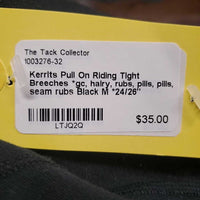 The Tack Collector
1003276-32
Kerrits Pull On Riding Tight
Breeches *gc, hairy, rubs, pills, pills,
seam rubs Black M *24/26"
$35.00
LTJQ2Q